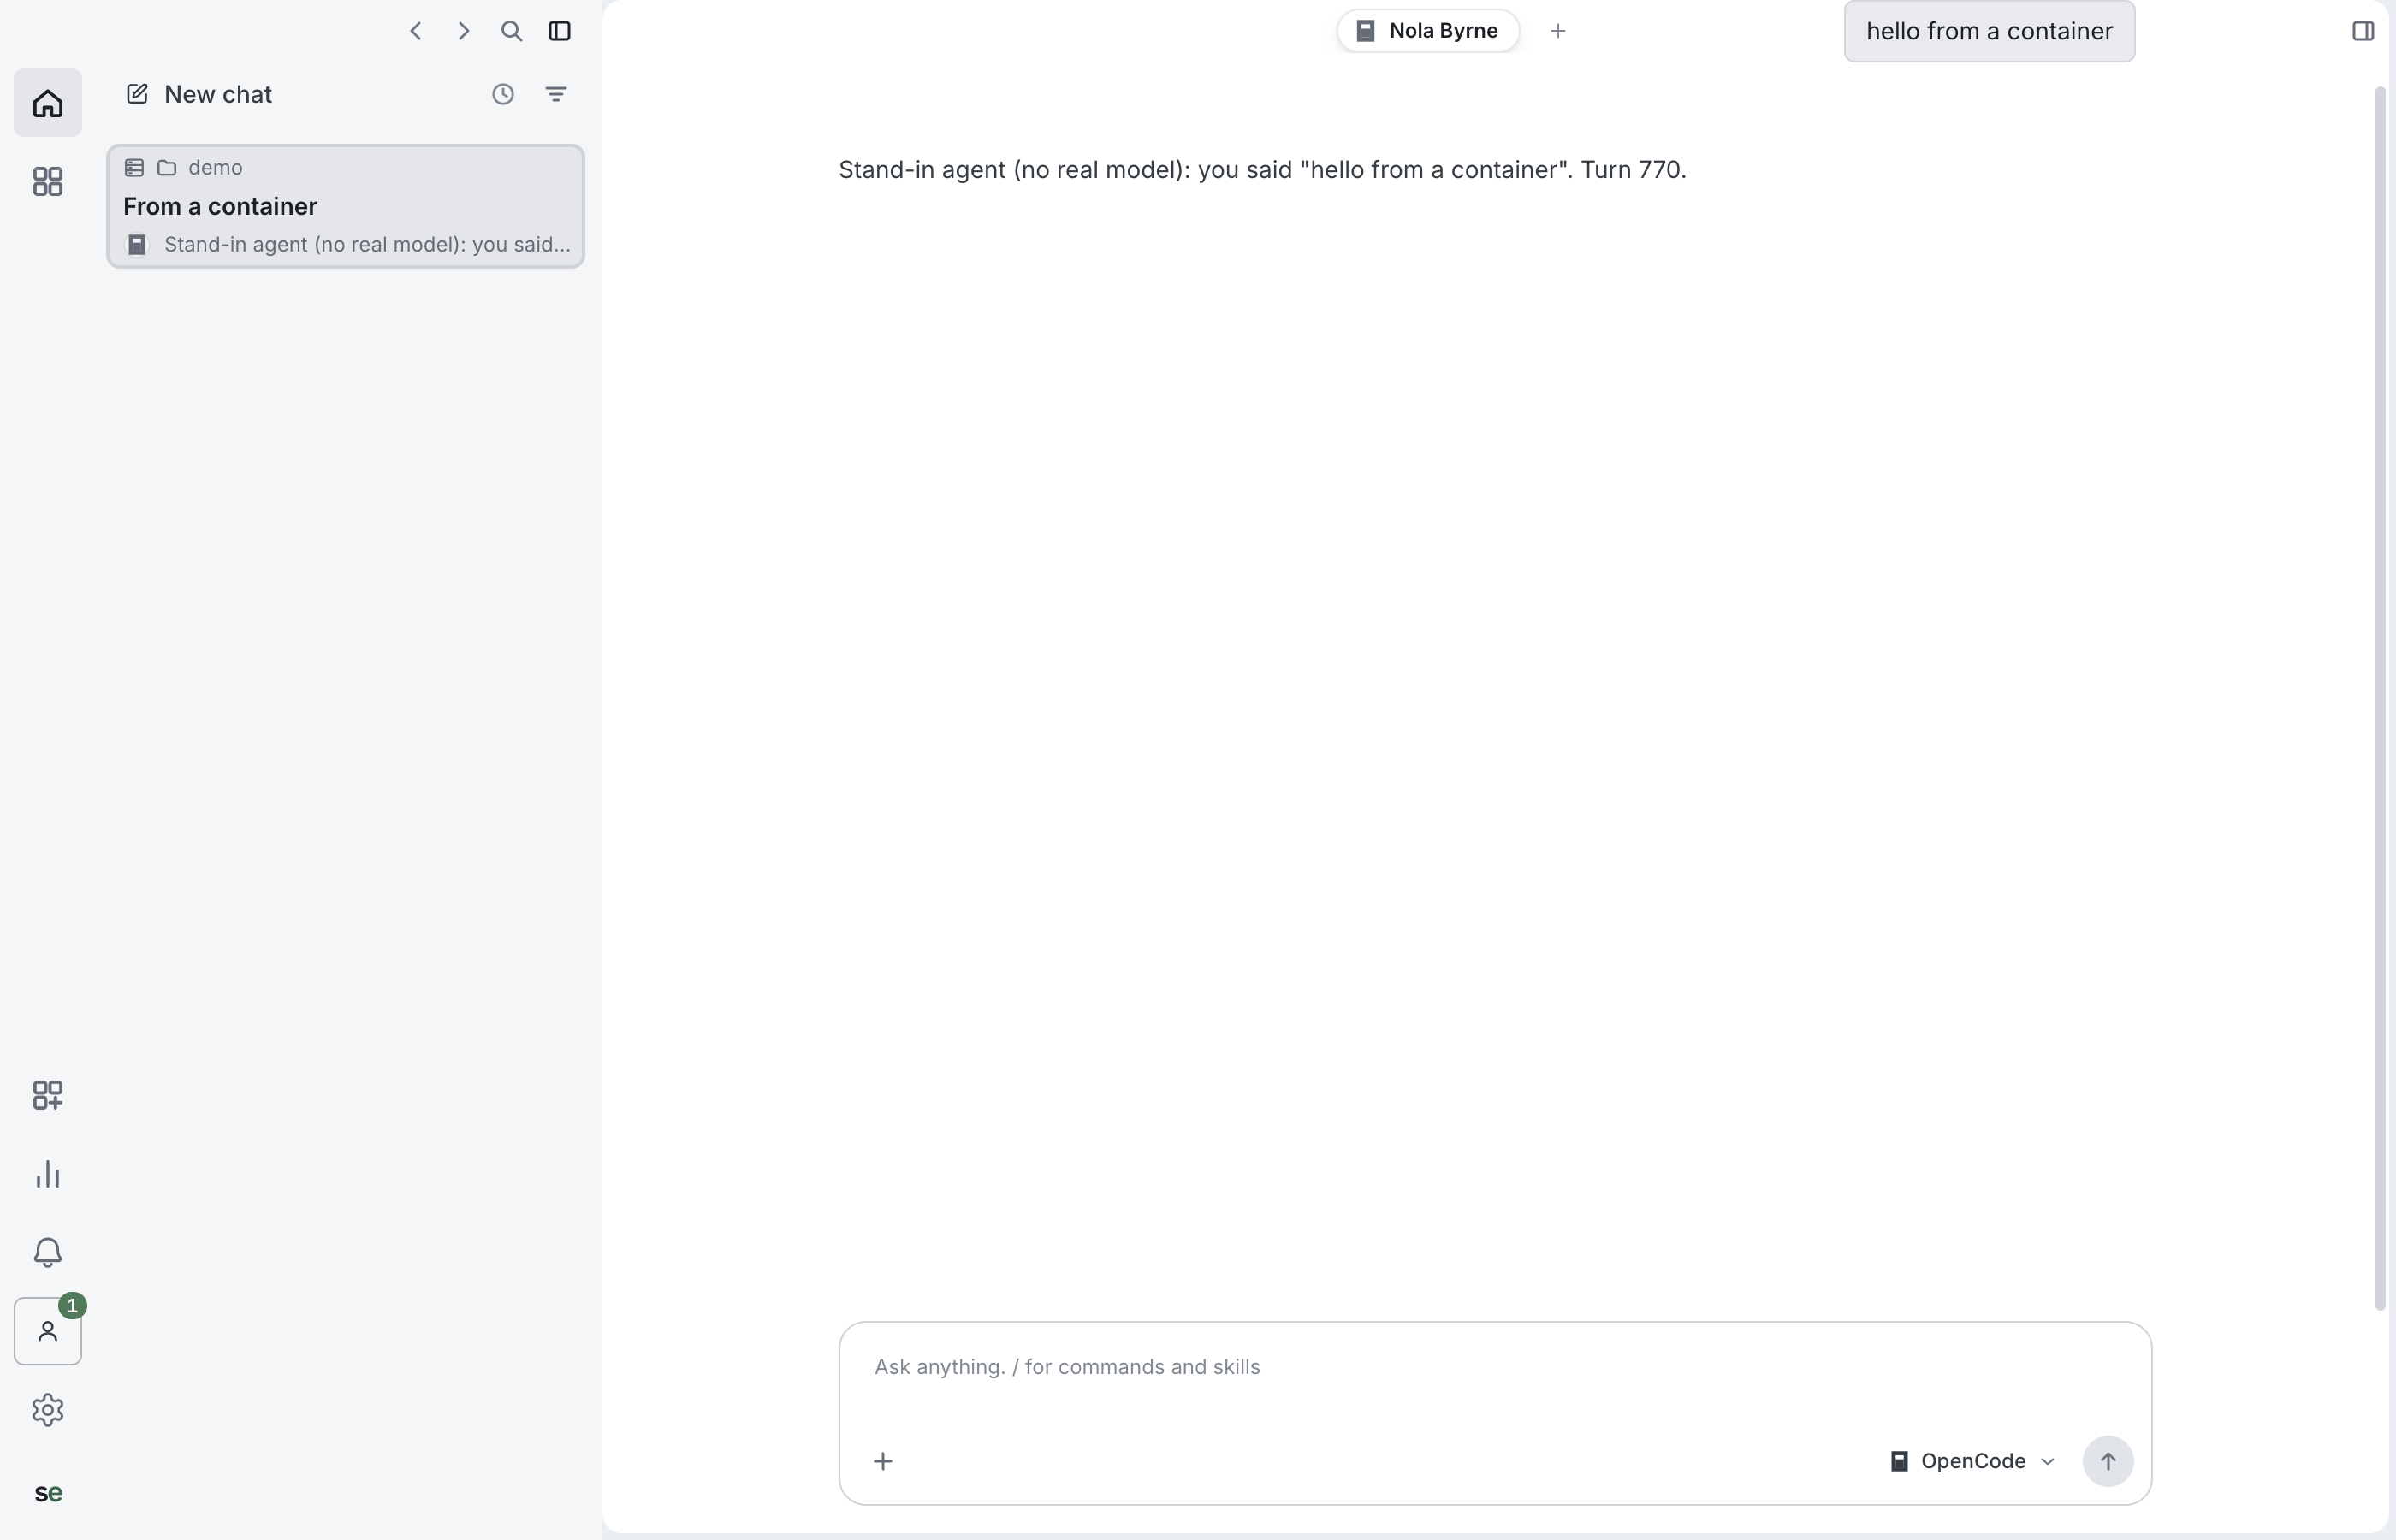 Nola Byrne
hello from a container
New chat
demo
From a container
Stand-in agent (no real model): you said...
Stand-in agent (no real model): you said "hello from a container". Turn 770.
1
Ask anything. / for commands and skills
OpenCode
se